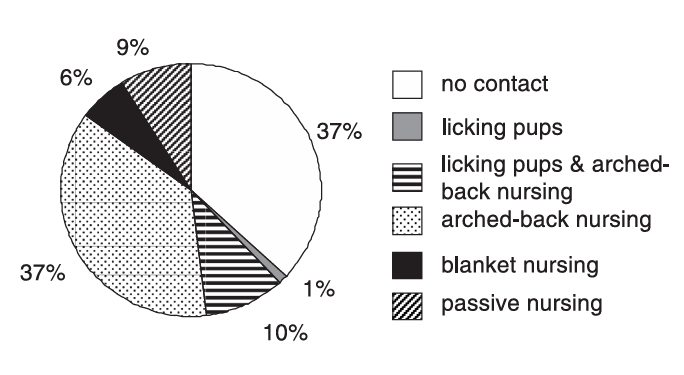 9%
6%
37%
37%
1%
10%
no contact
licking pups
licking pups & arched-
back nursing
arched-back nursing
blanket nursing
passive nursing